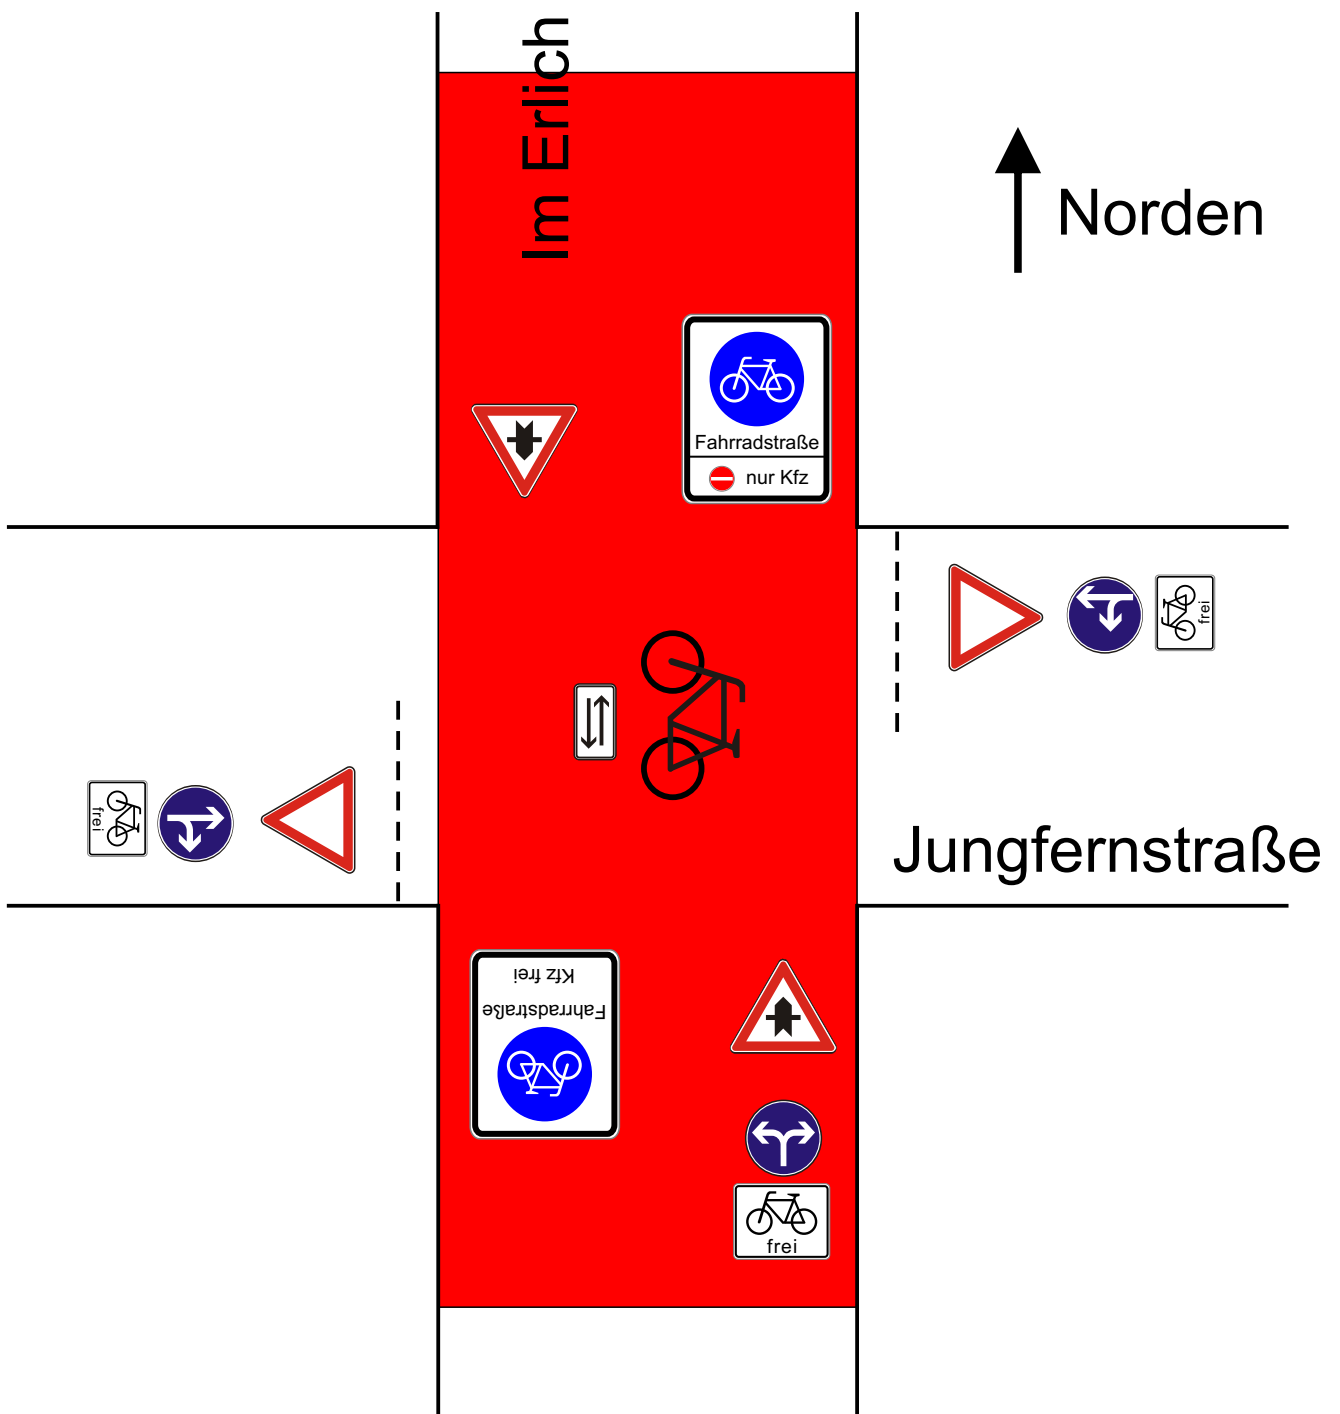 Im Erlich
Norden
Fahrradstraße
nur Kfz
frei
frei
Jungfernstraße
Fahrradstraße
Kfz frei
frei